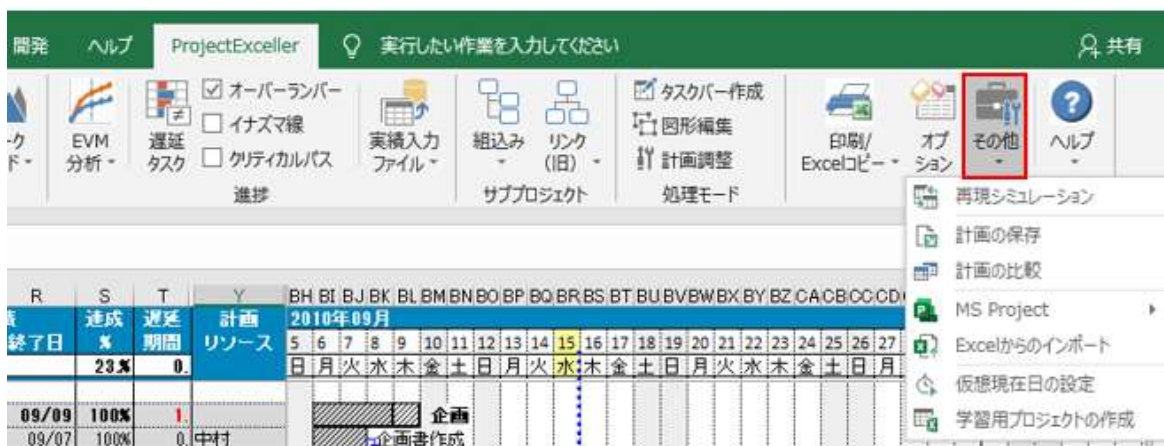 開発 ヘルプ ProjectExceller 実行したい作業を入力してください 共有
オーバーランバー
イナズマ線
クリティカルパス
EVM
分析
遅延
タスク
進捗
実績入力
ファイル
組込み
リンク
(旧)
サブプロジェクト
タスクバー作成
図形編集
計画調整
処理モード
印刷/
Excelコピー
オプ
ション
その他
ヘルプ
再現シミュレーション
計画の保存
計画の比較
MS Project
Excelからのインポート
仮想現在日の設定
学習用プロジェクトの作成
R S T Y BH BI BJ BK BL BM BN BO BP BQ BR BS BT BU BV BW BX BY BZ CA CB CC CD
達成 遅延 計画 2010年09月
終了日 % 期間 リソース 5 6 7 8 9 10 11 12 13 14 15 16 17 18 19 20 21 22 23 24 25 26 27
23% 0. 日 月 火 水 木 金 土 日 月 火 水 木 金 土 日 月 火 水 木 金 土 日 月
09/09 100% 1. 企画
09/07 100% 0. 中村 企画書作成